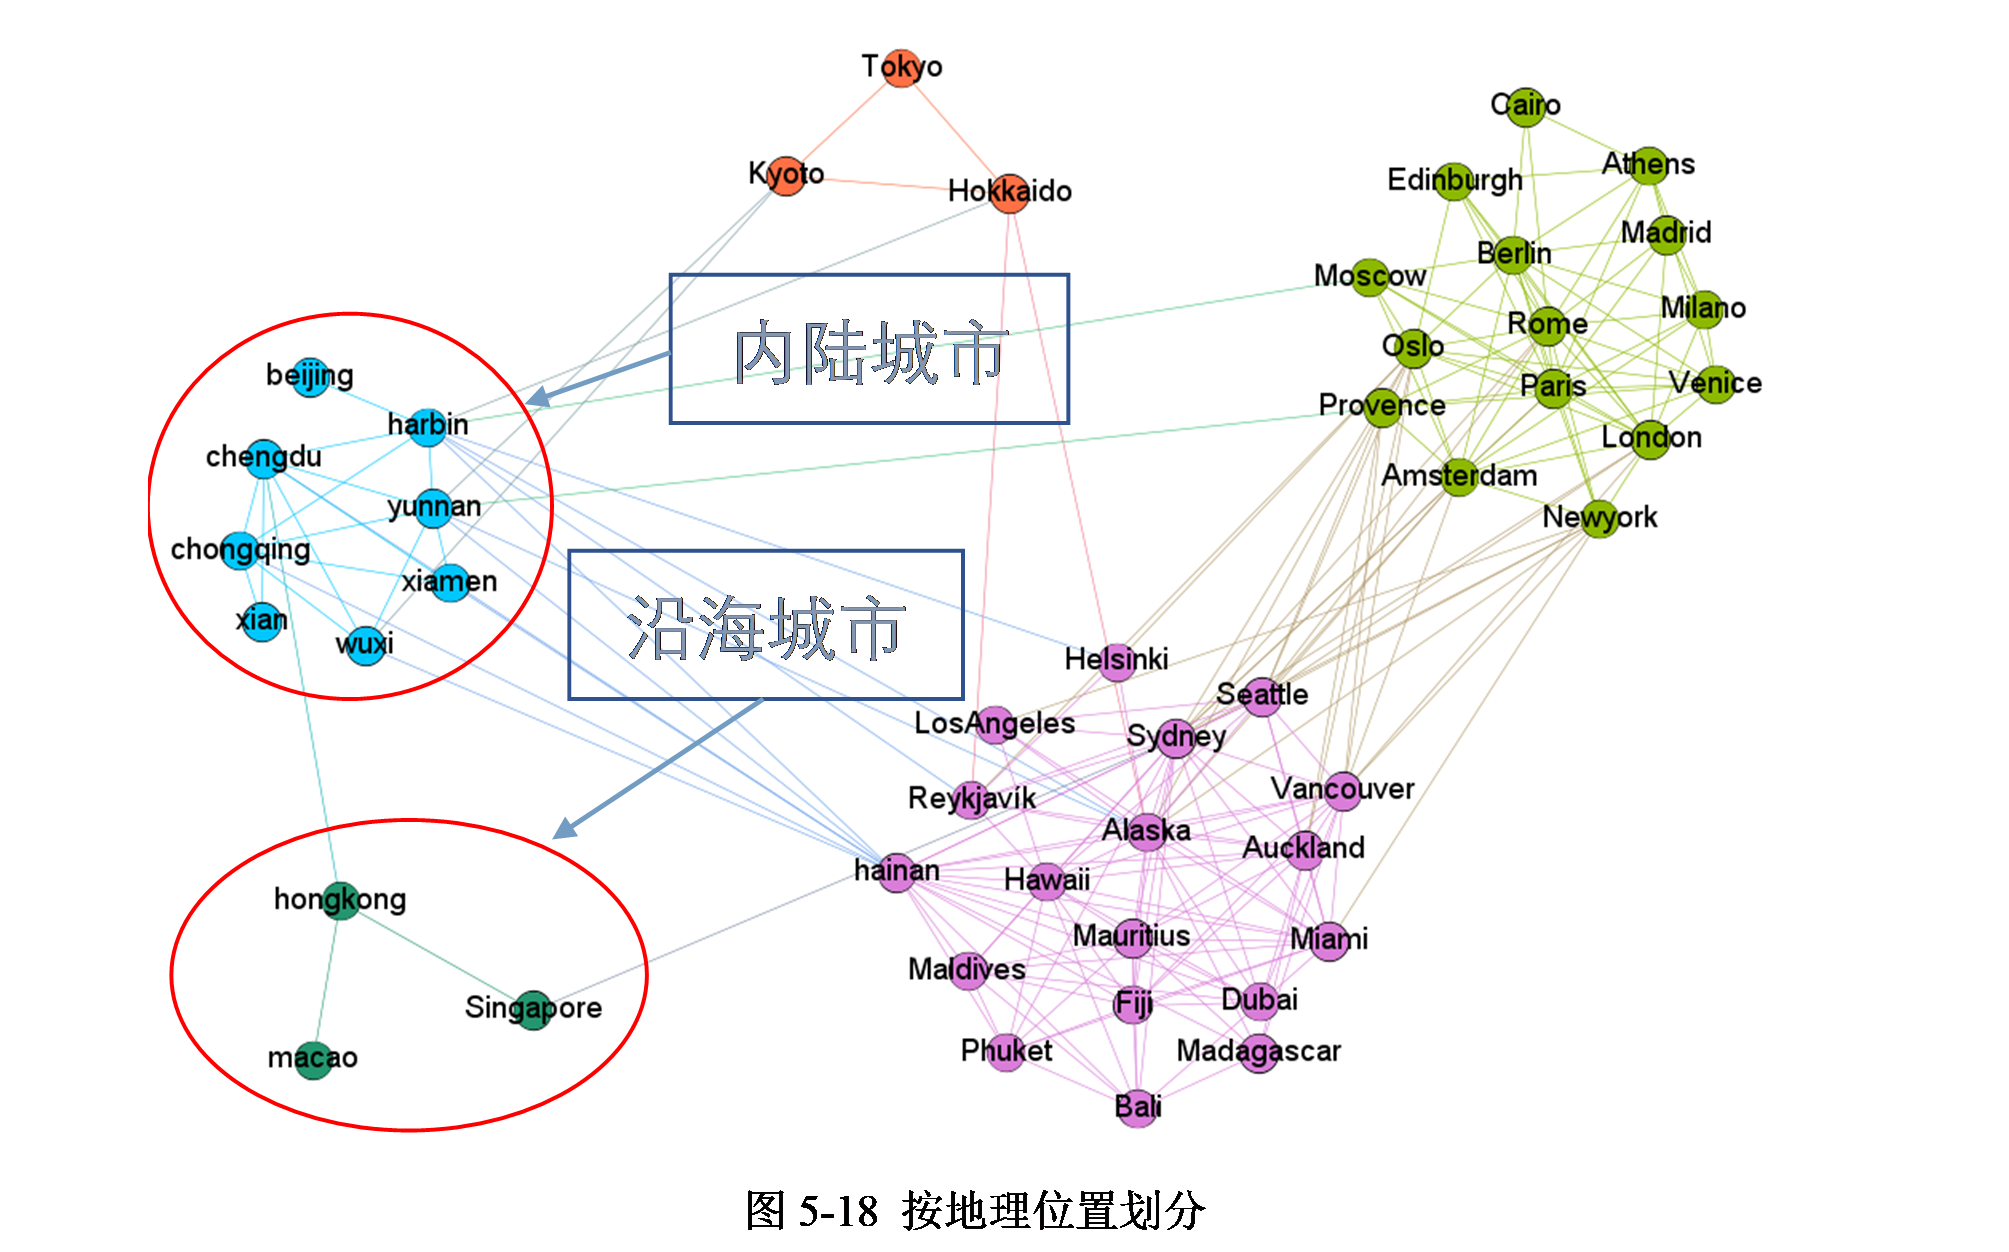 Tokyo
Cairo
Kyoto
Hokkaido
Edinburgh
Athens
Madrid
Berlin
Moscow
Milano
Rome
Oslo
内陆城市
beijing
Paris
Venice
Provence
harbin
London
chengdu
Amsterdam
yunnan
Newyork
chongqing
xiamen
xian
wuxi
沿海城市
Helsinki
Seattle
LosAngeles
Sydney
Reykjavík
Vancouver
Alaska
Auckland
hainan
Hawaii
hongkong
Mauritius
Miami
Maldives
Singapore
Fiji
Dubai
macao
Phuket
Madagascar
Bali
图 5-18 按地理位置划分